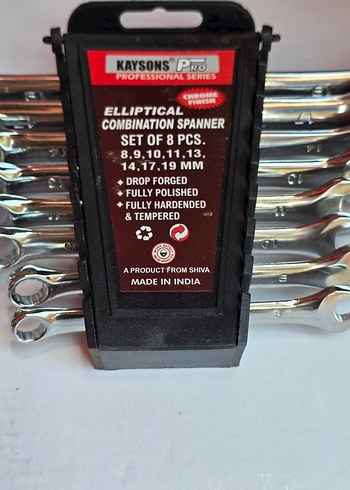 KAYSONS® PRO
PROFESSIONAL SERIES
CHROME
FINISH
ELLIPTICAL
COMBINATION SPANNER
SET OF 8 PCS.
8,9,10,11,13,
14,17,19 MM
DROP FORGED
FULLY POLISHED
FULLY HARDENED
& TEMPERED
A PRODUCT FROM SHIVA
MADE IN INDIA